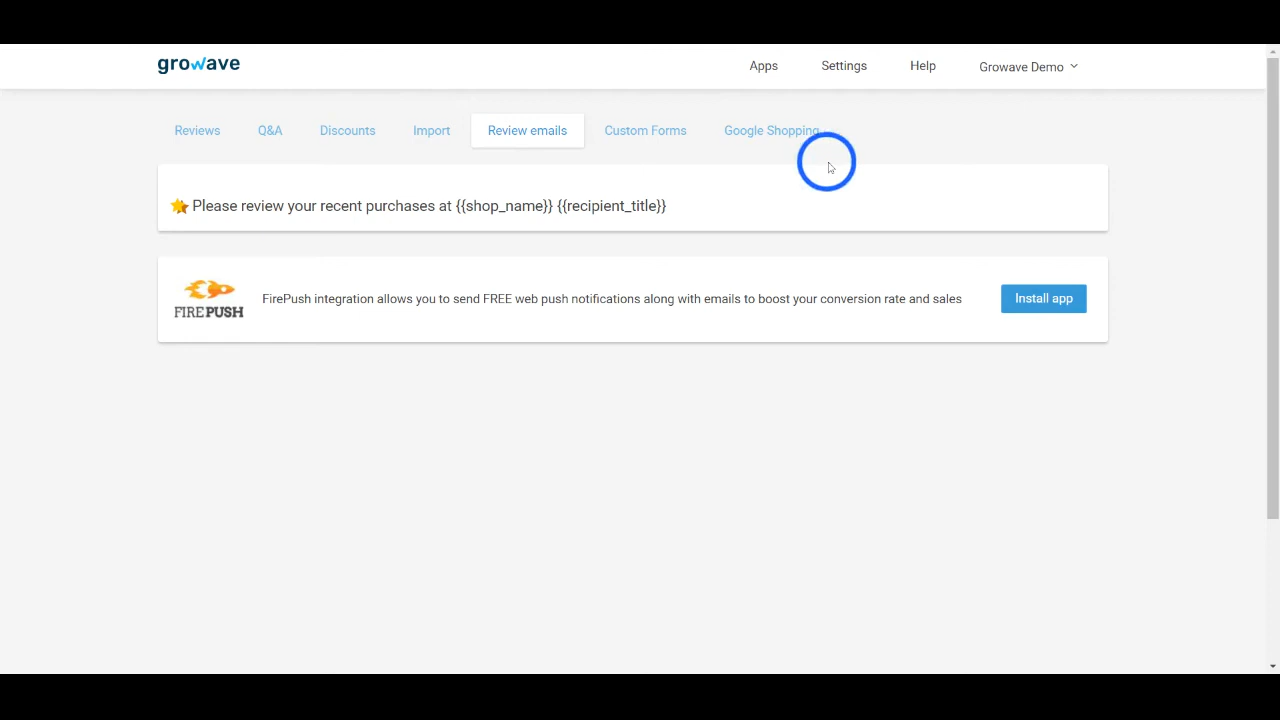 growave
Apps Settings Help Growave Demo
Reviews Q&A Discounts Import Review emails Custom Forms Google Shopping
Please review your recent purchases at {{shop_name}} {{recipient_title}}
FIREPUSH
FirePush integration allows you to send FREE web push notifications along with emails to boost your conversion rate and sales
Install app